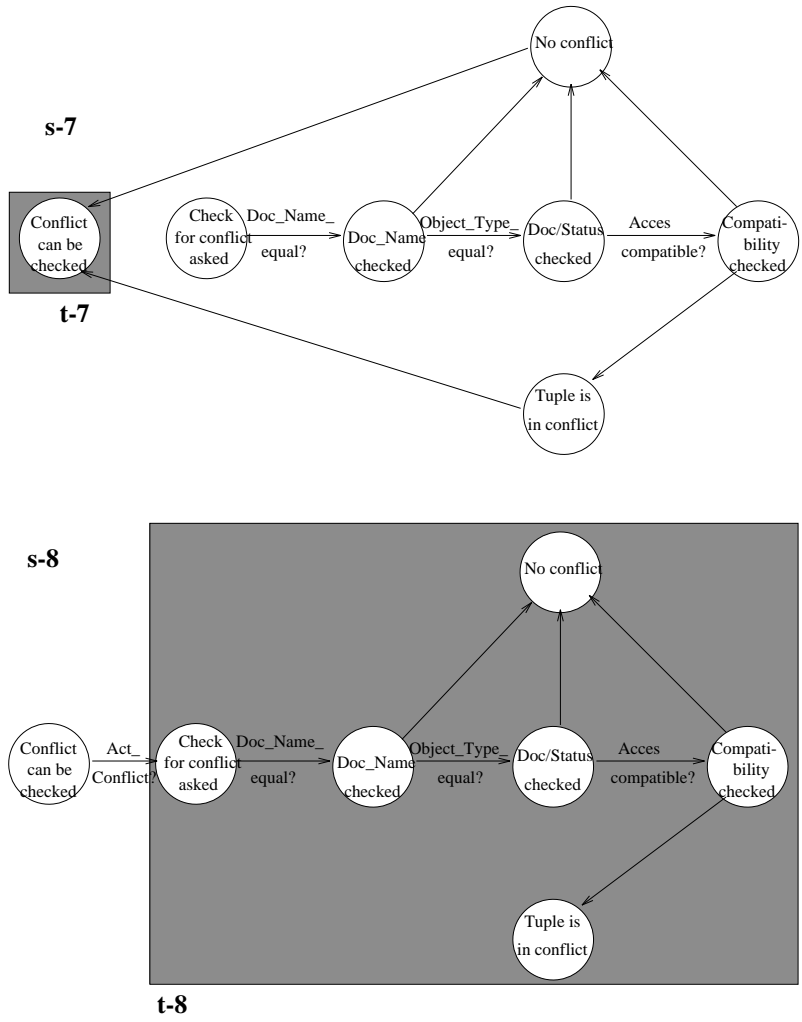 No conflict
s-7
Conflict
can be
checked
Check
for conflict
asked
Doc_Name_
equal?
Doc_Name
checked
Object_Type_
equal?
Doc/Status
checked
Acces
compatible?
Compati-
bility
checked
t-7
Tuple is
in conflict
s-8
No conflict
Conflict
can be
checked
Act_
Conflict?
Check
for conflict
asked
Doc_Name_
equal?
Doc_Name
checked
Object_Type_
equal?
Doc/Status
checked
Acces
compatible?
Compati-
bility
checked
Tuple is
in conflict
t-8